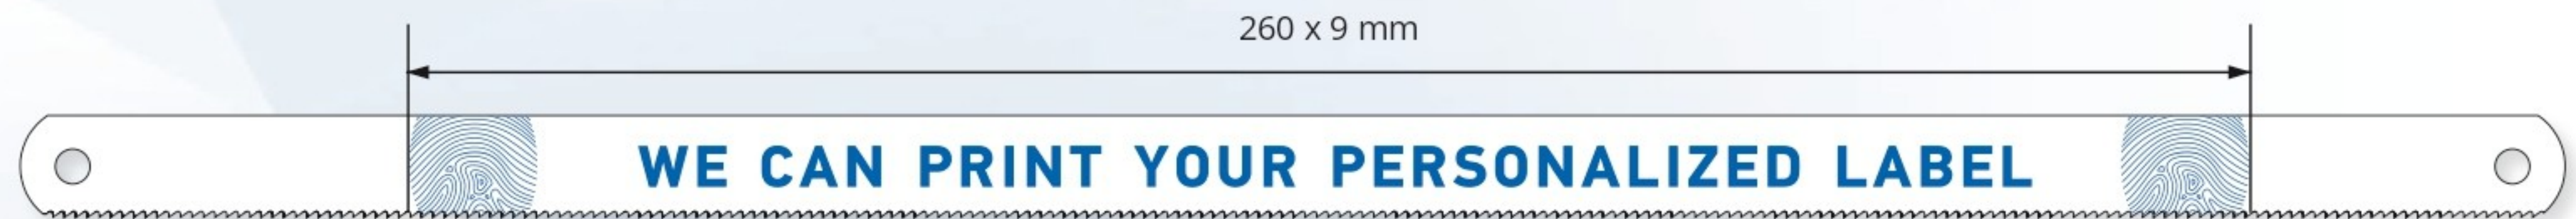 260 x 9 mm
WE CAN PRINT YOUR PERSONALIZED LABEL